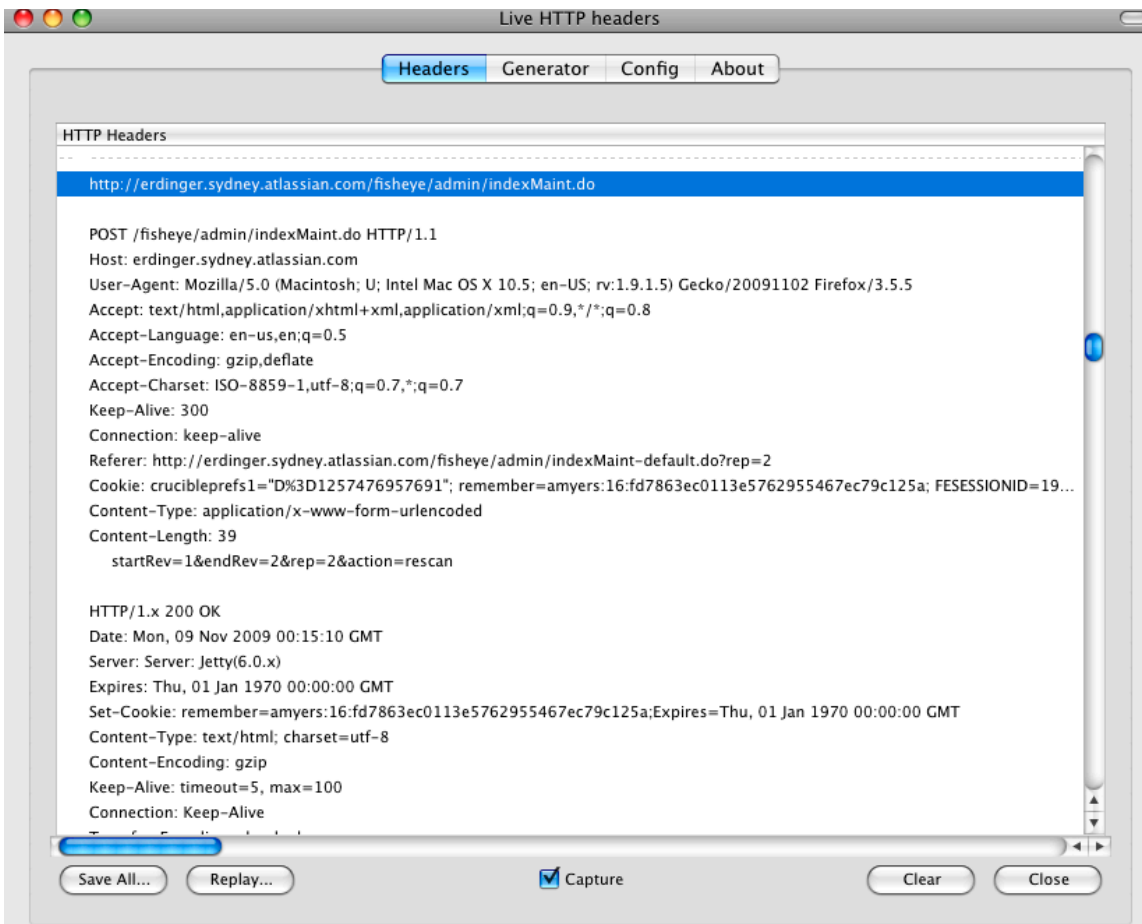 Live HTTP headers
Headers Generator Config About
HTTP Headers
http://erdinger.sydney.atlassian.com/fisheye/admin/indexMaint.do
POST /fisheye/admin/indexMaint.do HTTP/1.1
Host: erdinger.sydney.atlassian.com
User-Agent: Mozilla/5.0 (Macintosh; U; Intel Mac OS X 10.5; en-US; rv:1.9.1.5) Gecko/20091102 Firefox/3.5.5
Accept: text/html,application/xhtml+xml,application/xml;q=0.9,*/*;q=0.8
Accept-Language: en-us,en;q=0.5
Accept-Encoding: gzip,deflate
Accept-Charset: ISO-8859-1,utf-8;q=0.7,*;q=0.7
Keep-Alive: 300
Connection: keep-alive
Referer: http://erdinger.sydney.atlassian.com/fisheye/admin/indexMaint-default.do?rep=2
Cookie: crucibleprefs1="D%3D1257476957691"; remember=amyers:16:fd7863ec0113e5762955467ec79c125a; FESESSIONID=19...
Content-Type: application/x-www-form-urlencoded
Content-Length: 39
startRev=1&endRev=2&rep=2&action=rescan
HTTP/1.x 200 OK
Date: Mon, 09 Nov 2009 00:15:10 GMT
Server: Server: Jetty(6.0.x)
Expires: Thu, 01 Jan 1970 00:00:00 GMT
Set-Cookie: remember=amyers:16:fd7863ec0113e5762955467ec79c125a;Expires=Thu, 01 Jan 1970 00:00:00 GMT
Content-Type: text/html; charset=utf-8
Content-Encoding: gzip
Keep-Alive: timeout=5, max=100
Connection: Keep-Alive
Save All... Replay... Capture Clear Close